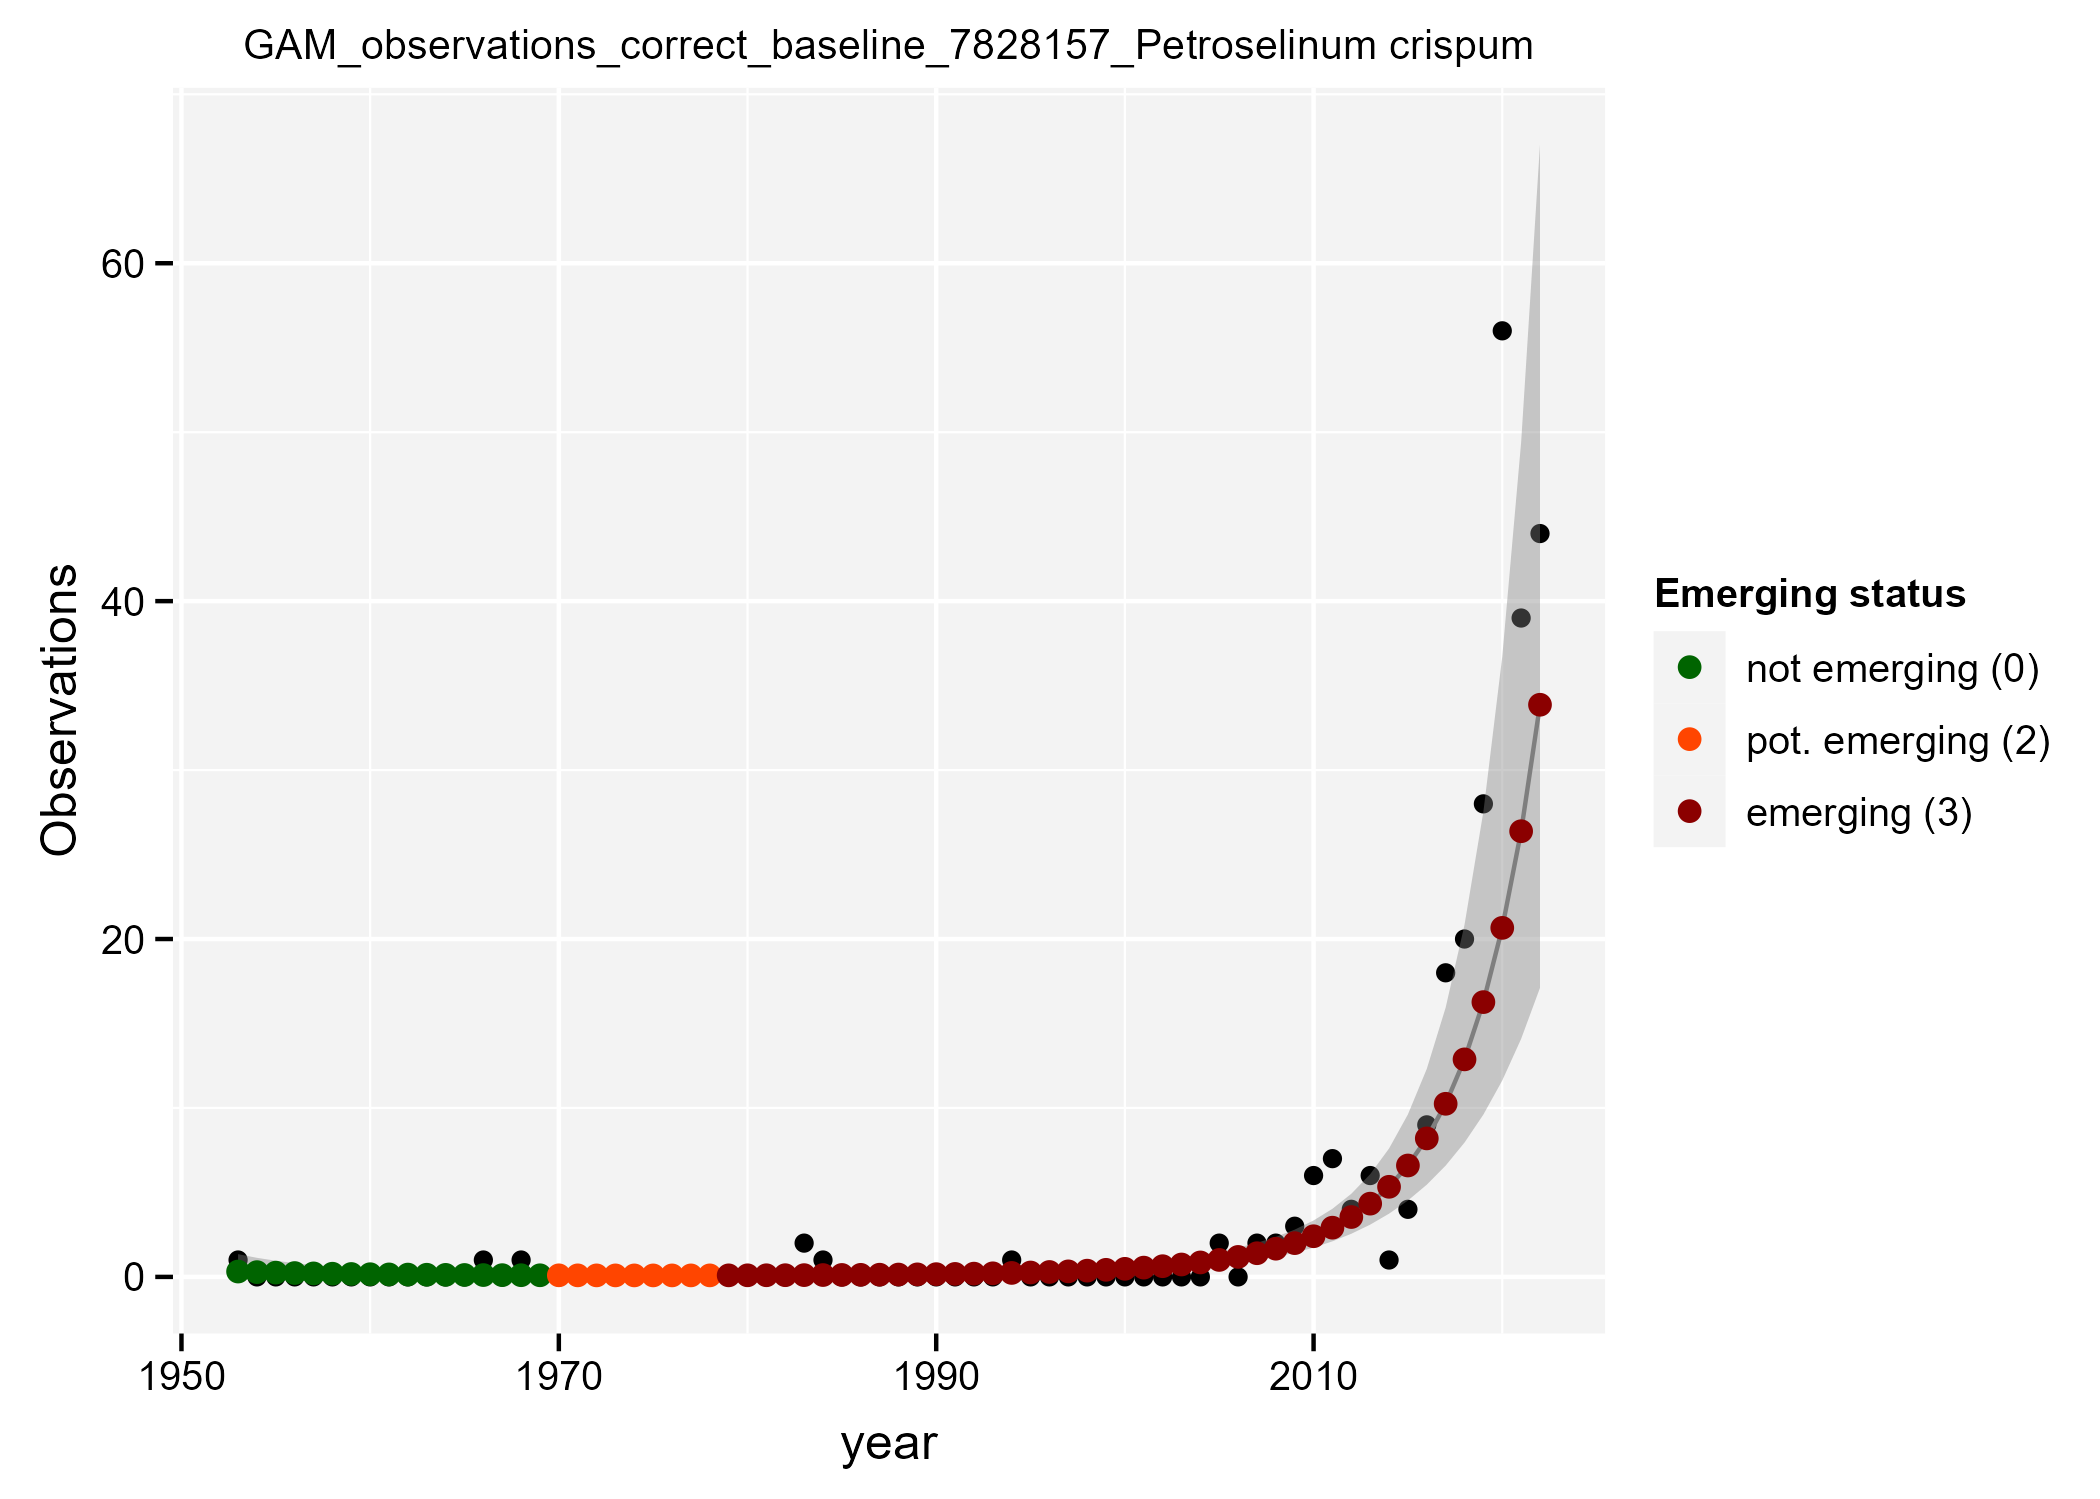 GAM_observations_correct_baseline_7828157_Petroselinum crispum
Observations
60
40
20
0
1950 1970 1990 2010
year
Emerging status
not emerging (0)
pot. emerging (2)
emerging (3)